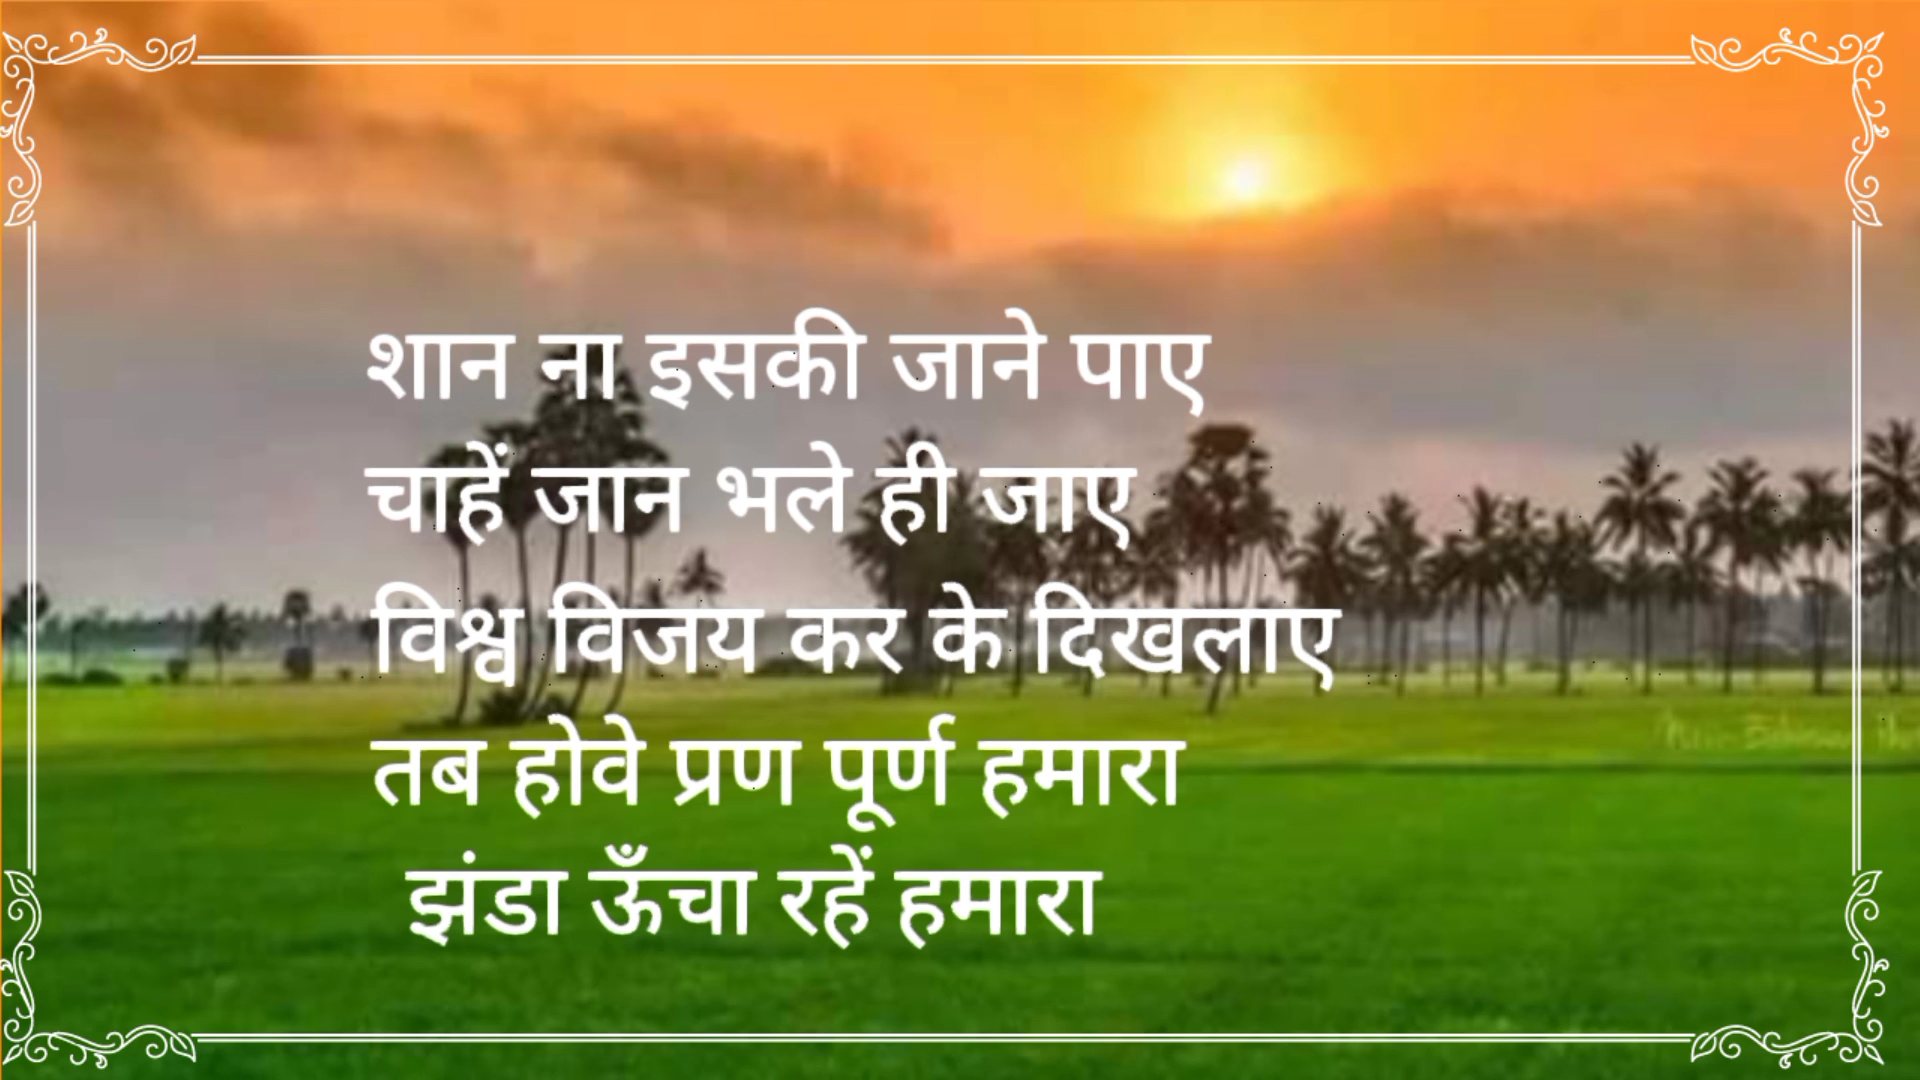 शान ना इसकी जाने पाए
चाहें जान भले ही जाए
विश्व विजय कर के दिखलाए
तब होवे प्रण पूर्ण हमारा
झंडा ऊँचा रहें हमारा